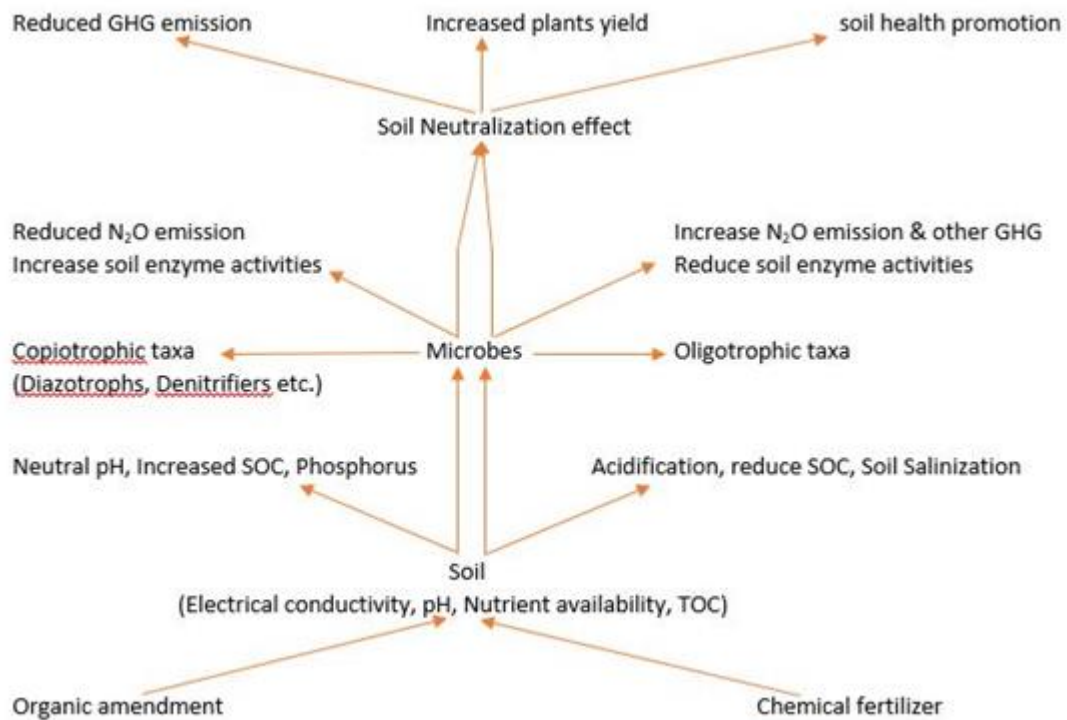 Reduced GHG emission
Increased plants yield
soil health promotion
Soil Neutralization effect
Reduced N₂O emission
Increase soil enzyme activities
Increase N₂O emission & other GHG
Reduce soil enzyme activities
Copiotrophic taxa
(Diazotrophs, Denitrifiers etc.)
Microbes
Oligotrophic taxa
Neutral pH, Increased SOC, Phosphorus
Acidification, reduce SOC, Soil Salinization
Soil
(Electrical conductivity, pH, Nutrient availability, TOC)
Organic amendment
Chemical fertilizer